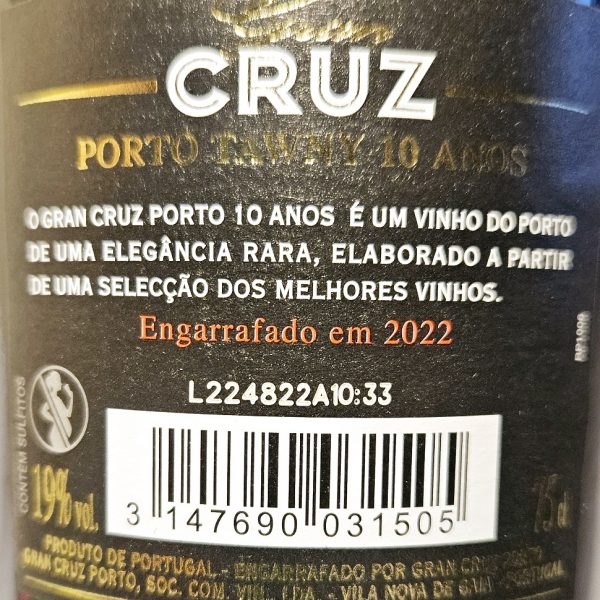 Gran
CRUZ
PORTO TAWNY 10 ANOS
O GRAN CRUZ PORTO 10 ANOS É UM VINHO DO PORTO
DE UMA ELEGÂNCIA RARA, ELABORADO A PARTIR
DE UMA SELECÇÃO DOS MELHORES VINHOS.
Engarrafado em 2022
L224822A10:33
CONTÉM SULFITOS
19% vol.
75 cl
3 147690 031505
PRODUTO DE PORTUGAL - ENGARRAFADO POR GRAN CRUZ PORTO
GRAN CRUZ PORTO, SOC. COM. VIN., LDA. - VILA NOVA DE GAIA - PORTUGAL